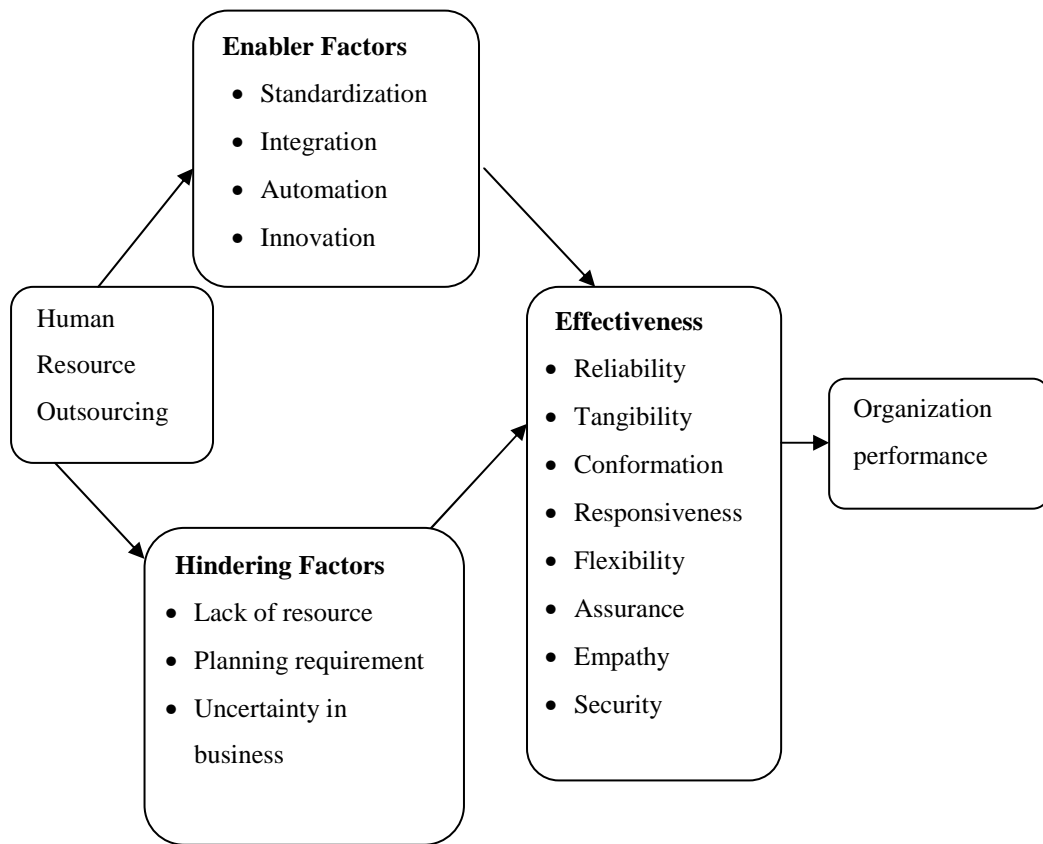 Enabler Factors
• Standardization
• Integration
• Automation
• Innovation
Human
Resource
Outsourcing
Hindering Factors
• Lack of resource
• Planning requirement
• Uncertainty in
business
Effectiveness
• Reliability
• Tangibility
• Conformation
• Responsiveness
• Flexibility
• Assurance
• Empathy
• Security
Organization
performance